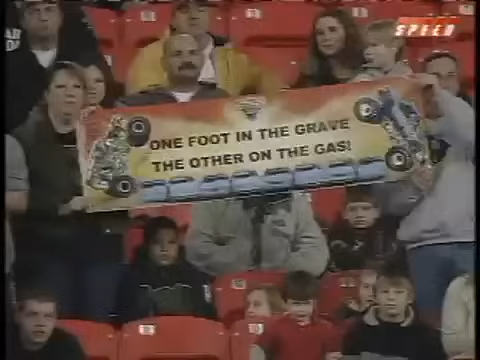 SPEED
ONE FOOT IN THE GRAVE
THE OTHER ON THE GAS!